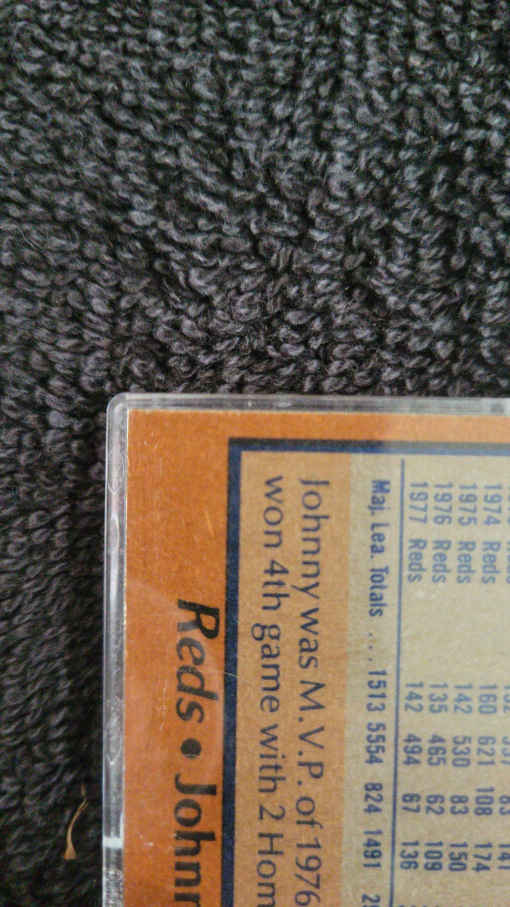 1974 Reds 160 621 108 174
1975 Reds 142 530 83 150
1976 Reds 135 465 62 109
1977 Reds 142 494 67 136
Maj. Lea. Totals .... 1513 5554 824 1491
Johnny was M.V.P. of 1976
won 4th game with 2 Hom
Reds • Johnn